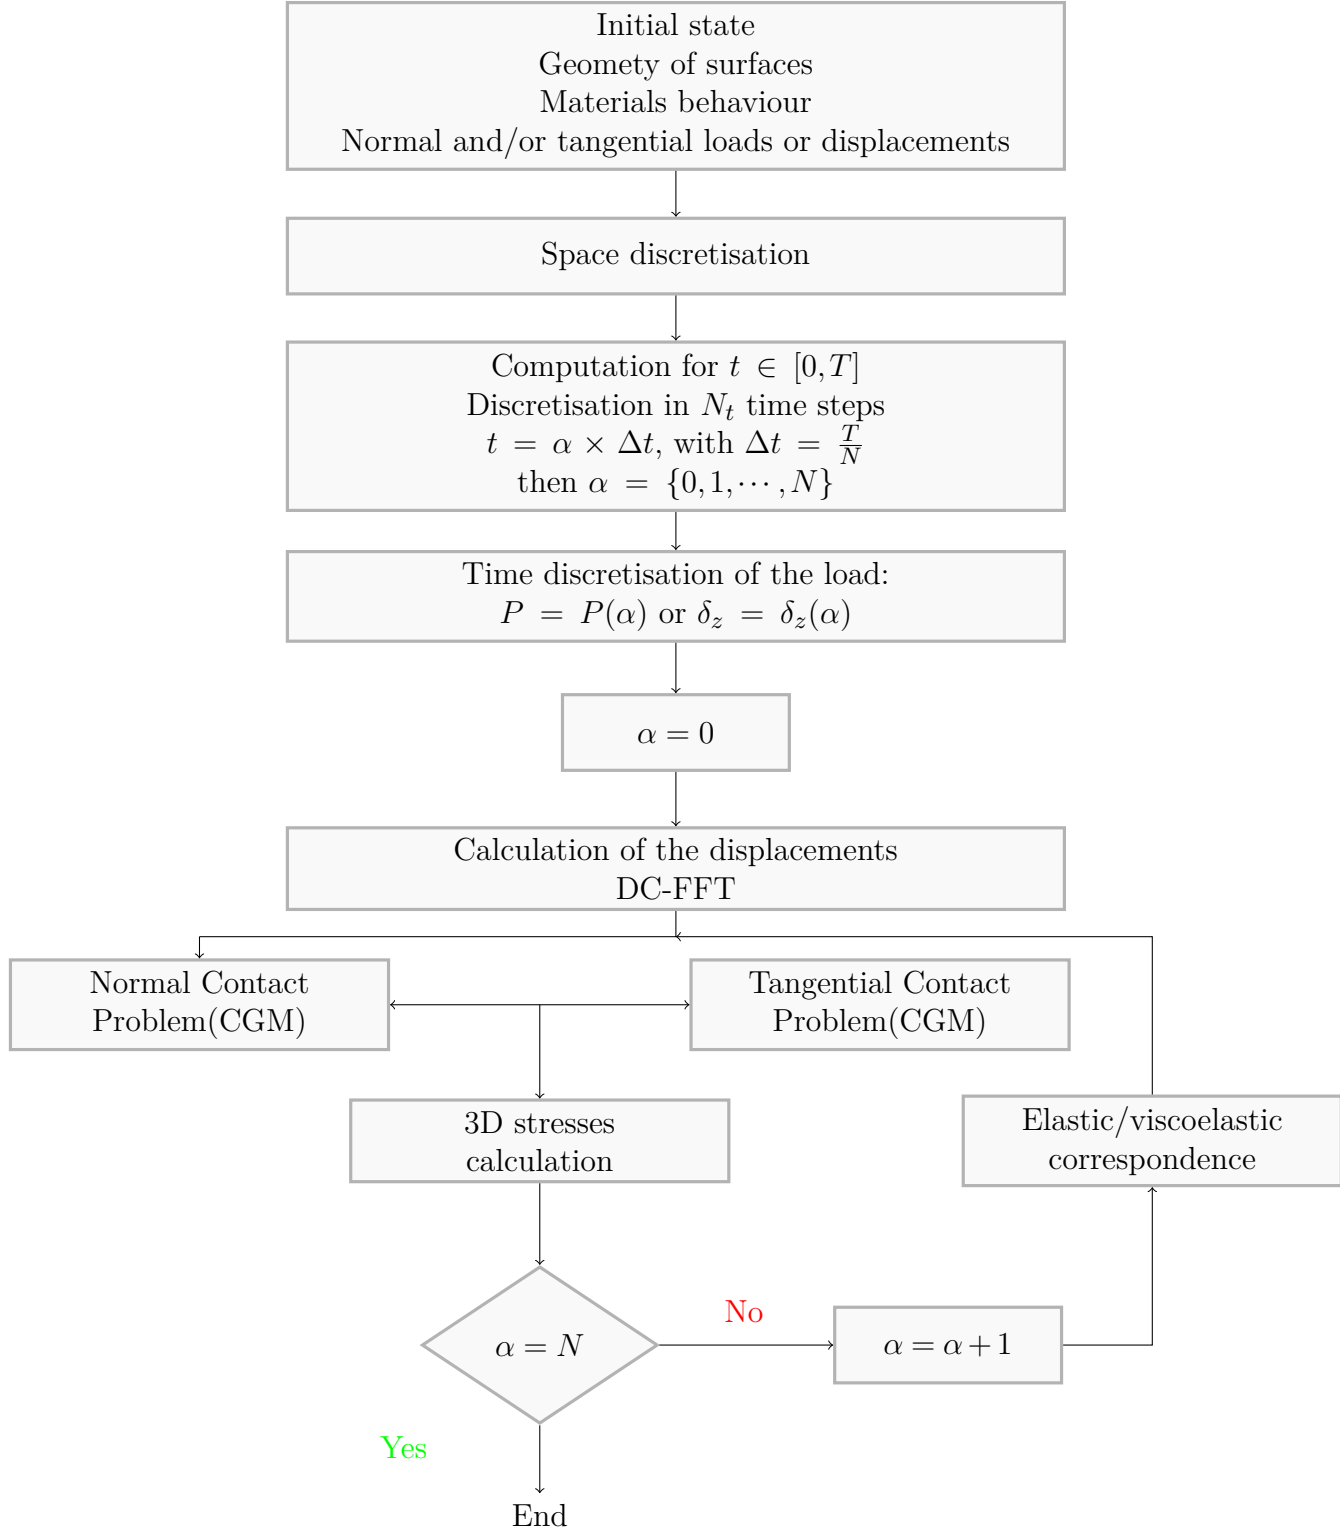 Initial state
Geomety of surfaces
Materials behaviour
Normal and/or tangential loads or displacements
Space discretisation
Computation for t ∈ [0, T]
Discretisation in N_t time steps
t = α × Δt, with Δt = T/N
then α = {0, 1, ⋯ , N}
Time discretisation of the load:
P = P(α) or δ_z = δ_z(α)
α = 0
Calculation of the displacements
DC-FFT
Normal Contact
Problem(CGM)
Tangential Contact
Problem(CGM)
3D stresses
calculation
Elastic/viscoelastic
correspondence
No
α = N
α = α + 1
Yes
End